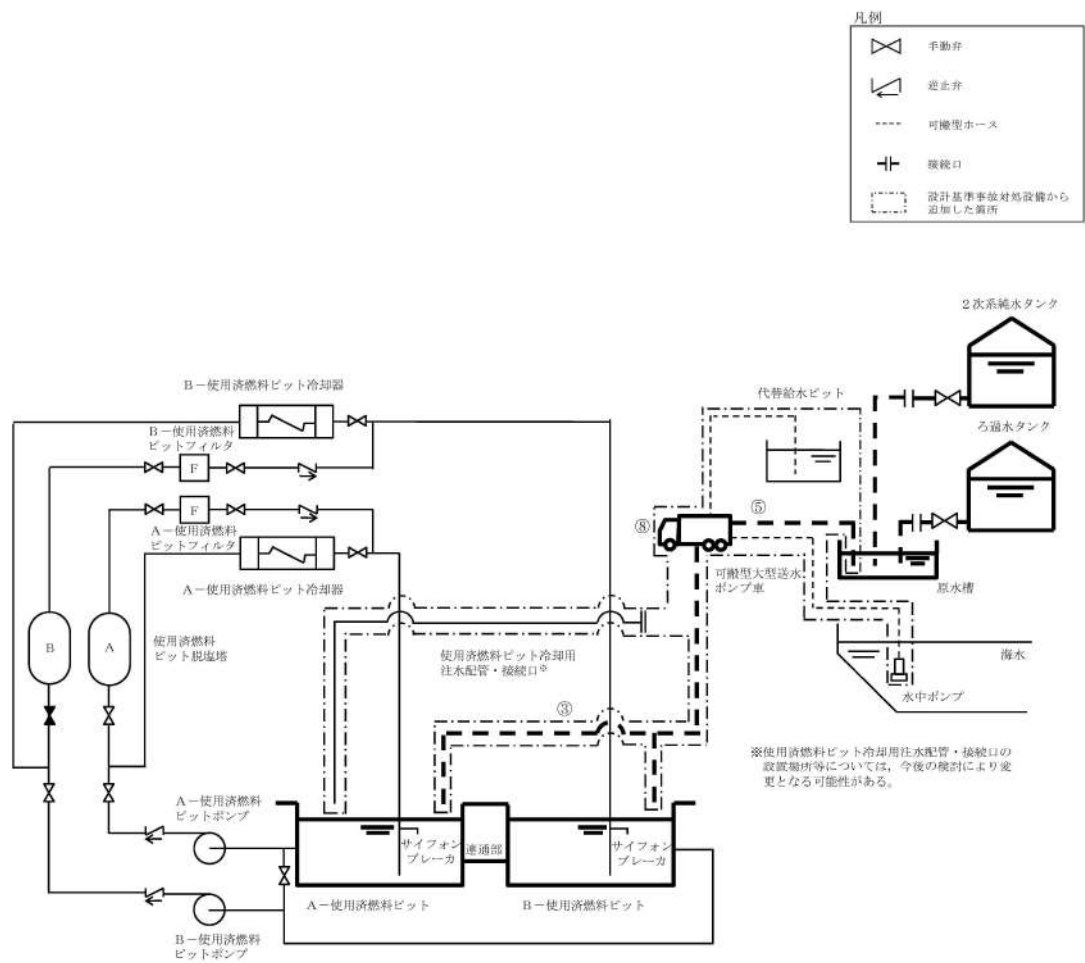 凡例
手動弁
逆止弁
可搬型ホース
接続口
設計基準事故対処設備から
追加した箇所
2次系純水タンク
ろ過水タンク
代替給水ピット
B-使用済燃料ピット冷却器
B-使用済燃料
ピットフィルタ
F
F
A-使用済燃料
ピットフィルタ
A-使用済燃料ピット冷却器
⑤
⑧
可搬型大型送水
ポンプ車
原水槽
B
A
使用済燃料
ピット脱塩塔
使用済燃料ピット冷却用
注水配管・接続口※
海水
水中ポンプ
③
※使用済燃料ピット冷却用注水配管・接続口の
設置場所等については，今後の検討により変
更となる可能性がある。
A-使用済燃料
ピットポンプ
サイフォン
ブレーカ
連通部
サイフォン
ブレーカ
A-使用済燃料ピット
B-使用済燃料ピット
B-使用済燃料
ピットポンプ